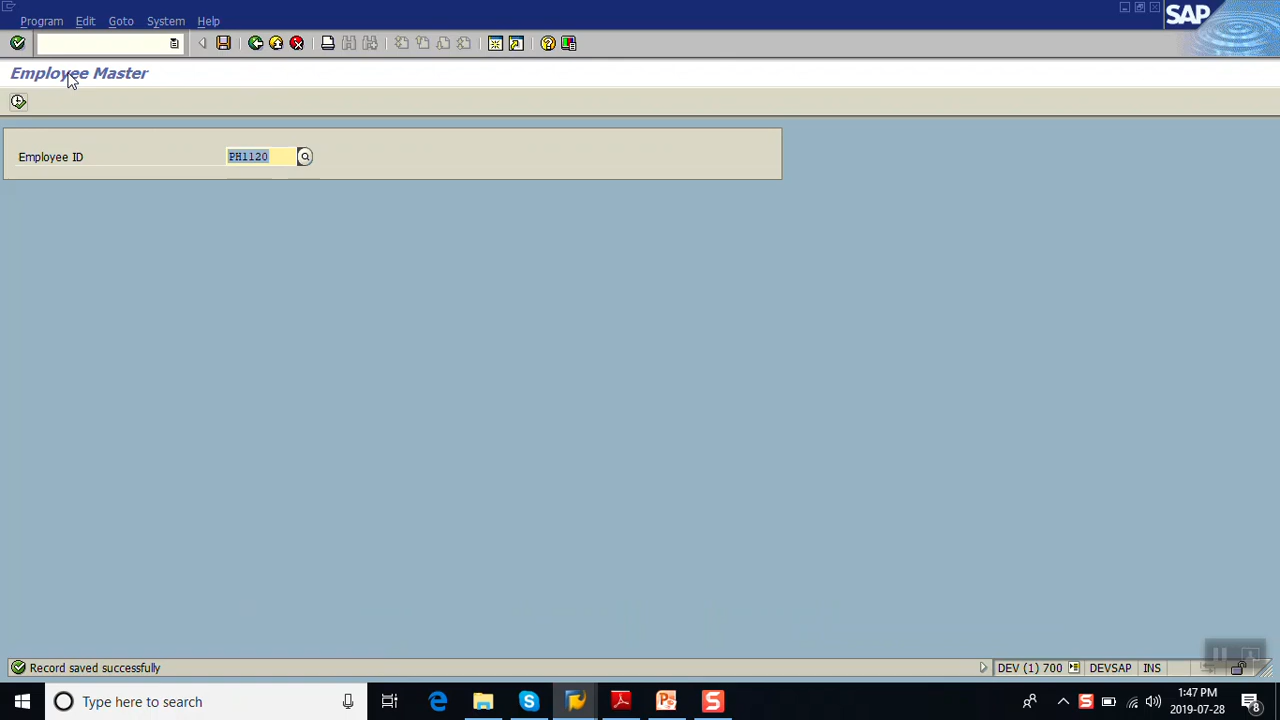 Program Edit Goto System Help
SAP
Employee Master
Employee ID PH1120
Record saved successfully
DEV (1) 700 DEVSAP INS
Type here to search
1:47 PM
2019-07-28
8